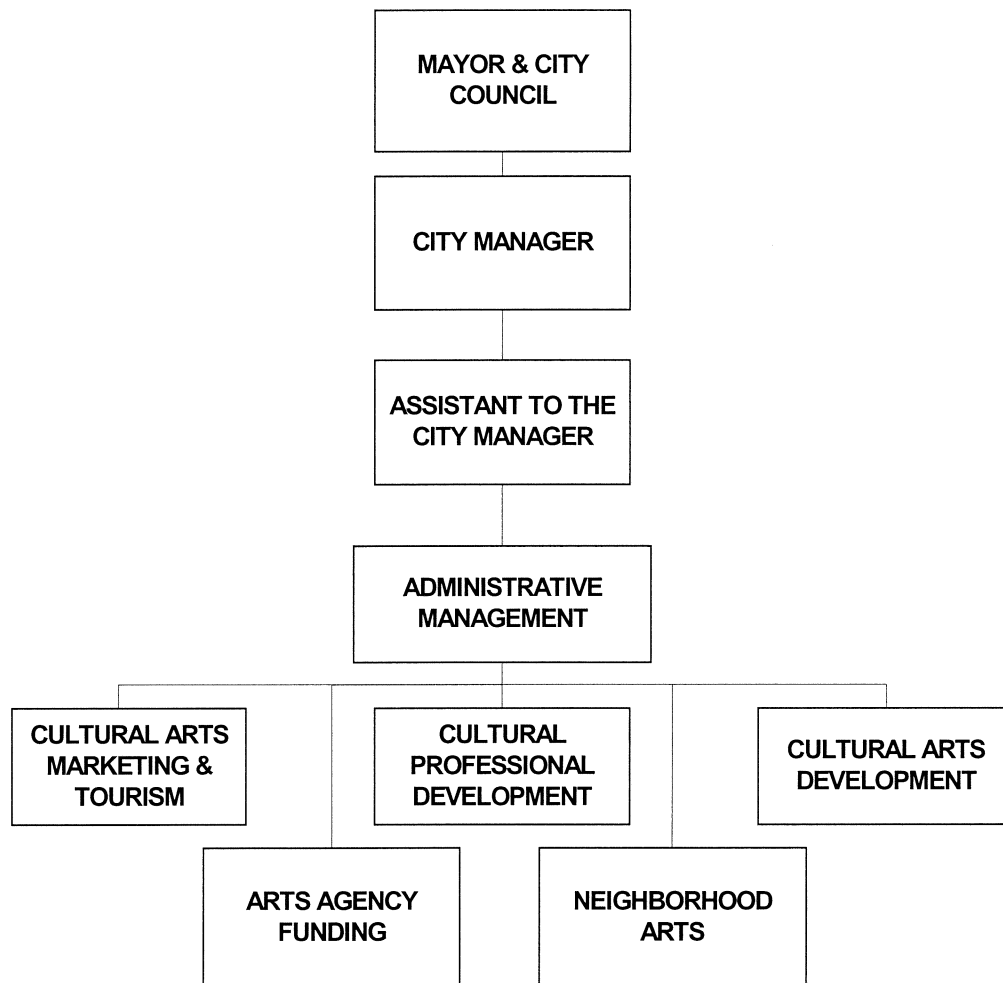 MAYOR & CITY
COUNCIL
CITY MANAGER
ASSISTANT TO THE
CITY MANAGER
ADMINISTRATIVE
MANAGEMENT
CULTURAL ARTS
MARKETING &
TOURISM
CULTURAL
PROFESSIONAL
DEVELOPMENT
CULTURAL ARTS
DEVELOPMENT
ARTS AGENCY
FUNDING
NEIGHBORHOOD
ARTS